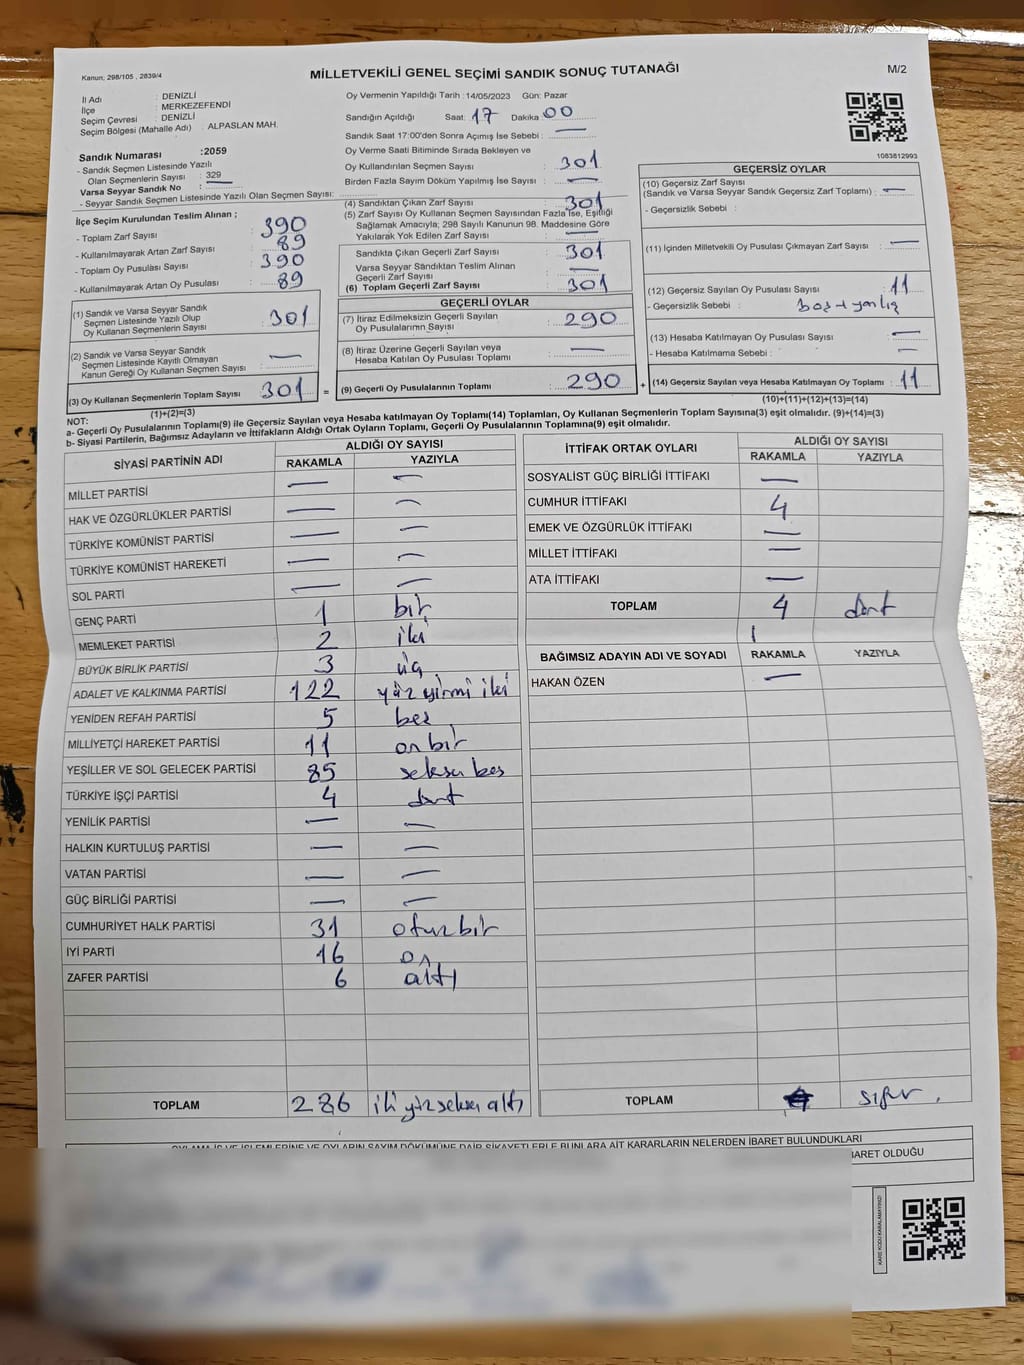 Kanun; 298/105 , 2839/4
MİLLETVEKİLİ GENEL SEÇİMİ SANDIK SONUÇ TUTANAĞI
M/2
İl Adı : DENİZLİ
İlçe : MERKEZEFENDİ
Seçim Çevresi : DENİZLİ
Seçim Bölgesi (Mahalle Adı) : ALPASLAN MAH.
Sandık Numarası :2059
- Sandık Seçmen Listesinde Yazılı
Olan Seçmenlerin Sayısı : 329
Varsa Seyyar Sandık No : —
- Seyyar Sandık Seçmen Listesinde Yazılı Olan Seçmen Sayısı:
İlçe Seçim Kurulundan Teslim Alınan ;
- Toplam Zarf Sayısı : 390
- Kullanılmayarak Artan Zarf Sayısı : 89
- Toplam Oy Pusulası Sayısı : 390
- Kullanılmayarak Artan Oy Pusulası : 89
(1) Sandık ve Varsa Seyyar Sandık
Seçmen Listesinde Yazılı Olup
Oy Kullanan Seçmenlerin Sayısı : 301
(2) Sandık ve Varsa Seyyar Sandık
Seçmen Listesinde Kayıtlı Olmayan
Kanun Gereği Oy Kullanan Seçmen Sayısı : —
(3) Oy Kullanan Seçmenlerin Toplam Sayısı : 301 =
(1)+(2)=(3)
Oy Vermenin Yapıldığı Tarih : 14/05/2023 Gün: Pazar
Sandığın Açıldığı Saat: 17 Dakika 00
Sandık Saat 17:00'den Sonra Açımış İse Sebebi : —
Oy Verme Saati Bitiminde Sırada Bekleyen ve
Oy Kullandırılan Seçmen Sayısı : 301
Birden Fazla Sayım Döküm Yapılmış İse Sayısı : —
(4) Sandıktan Çıkan Zarf Sayısı : 301
(5) Zarf Sayısı Oy Kullanan Seçmen Sayısından Fazla İse, Eşitliği
Sağlamak Amacıyla; 298 Sayılı Kanunun 98. Maddesine Göre
Yakılarak Yok Edilen Zarf Sayısı : —
Sandıkta Çıkan Geçerli Zarf Sayısı : 301
Varsa Seyyar Sandıktan Teslim Alınan
Geçerli Zarf Sayısı : —
(6) Toplam Geçerli Zarf Sayısı : 301
GEÇERLİ OYLAR
(7) İtiraz Edilmeksizin Geçerli Sayılan
Oy Pusulalarının Sayısı : 290
(8) İtiraz Üzerine Geçerli Sayılan veya
Hesaba Katılan Oy Pusulası Toplamı : —
(9) Geçerli Oy Pusulalarının Toplamı : 290 +
1083812993
GEÇERSİZ OYLAR
(10) Geçersiz Zarf Sayısı
(Sandık ve Varsa Seyyar Sandık Geçersiz Zarf Toplamı) : —
- Geçersizlik Sebebi :
(11) İçinden Milletvekili Oy Pusulası Çıkmayan Zarf Sayısı : —
(12) Geçersiz Sayılan Oy Pusulası Sayısı : 11
- Geçersizlik Sebebi : boş + yanlış
(13) Hesaba Katılmayan Oy Pusulası Sayısı : —
- Hesaba Katılmama Sebebi : —
(14) Geçersiz Sayılan veya Hesaba Katılmayan Oy Toplamı : 11
(10)+(11)+(12)+(13)=(14)
NOT:
a- Geçerli Oy Pusulalarının Toplamı(9) ile Geçersiz Sayılan veya Hesaba katılmayan Oy Toplamı(14) Toplamları, Oy Kullanan Seçmenlerin Toplam Sayısına(3) eşit olmalıdır. (9)+(14)=(3)
b- Siyasi Partilerin, Bağımsız Adayların ve İttifakların Aldığı Ortak Oyların Toplamı, Geçerli Oy Pusulalarının Toplamına(9) eşit olmalıdır.
SİYASİ PARTİNİN ADI ALDIĞI OY SAYISI
RAKAMLA YAZIYLA
MİLLET PARTİSİ — —
HAK VE ÖZGÜRLÜKLER PARTİSİ — —
TÜRKİYE KOMÜNİST PARTİSİ — —
TÜRKİYE KOMÜNİST HAREKETİ — —
SOL PARTİ — —
GENÇ PARTİ 1 bir
MEMLEKET PARTİSİ 2 iki
BÜYÜK BİRLİK PARTİSİ 3 üç
ADALET VE KALKINMA PARTİSİ 122 yüz yirmi iki
YENİDEN REFAH PARTİSİ 5 beş
MİLLİYETÇİ HAREKET PARTİSİ 11 on bir
YEŞİLLER VE SOL GELECEK PARTİSİ 85 seksen beş
TÜRKİYE İŞÇİ PARTİSİ 4 dört
YENİLİK PARTİSİ — —
HALKIN KURTULUŞ PARTİSİ — —
VATAN PARTİSİ — —
GÜÇ BİRLİĞİ PARTİSİ — —
CUMHURİYET HALK PARTİSİ 31 otuz bir
İYİ PARTİ 16 on
ZAFER PARTİSİ 6 altı
TOPLAM 286 iki yüz seksen altı
İTTİFAK ORTAK OYLARI ALDIĞI OY SAYISI
RAKAMLA YAZIYLA
SOSYALİST GÜÇ BİRLİĞİ İTTİFAKI —
CUMHUR İTTİFAKI 4
EMEK VE ÖZGÜRLÜK İTTİFAKI —
MİLLET İTTİFAKI —
ATA İTTİFAKI —
TOPLAM 4 dört
BAĞIMSIZ ADAYIN ADI VE SOYADI RAKAMLA YAZIYLA
HAKAN ÖZEN —
TOPLAM sıfır
OYLAMA İŞ VE İŞLEMLERİNE VE OYLARIN SAYIM DÖKÜMÜNE DAİR ŞİKAYETLERLE BUNLARA AİT KARARLARIN NELERDEN İBARET BULUNDUKLARI
BARET OLDUĞU
KARE KODU KARALAMAYINIZ!